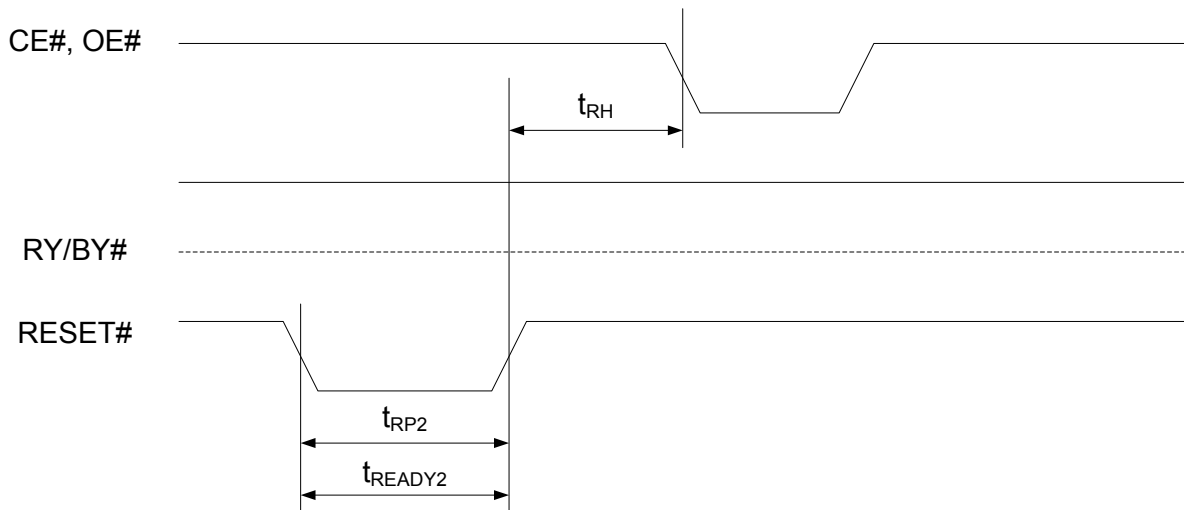 CE#, OE#
tRH
RY/BY#
RESET#
tRP2
tREADY2